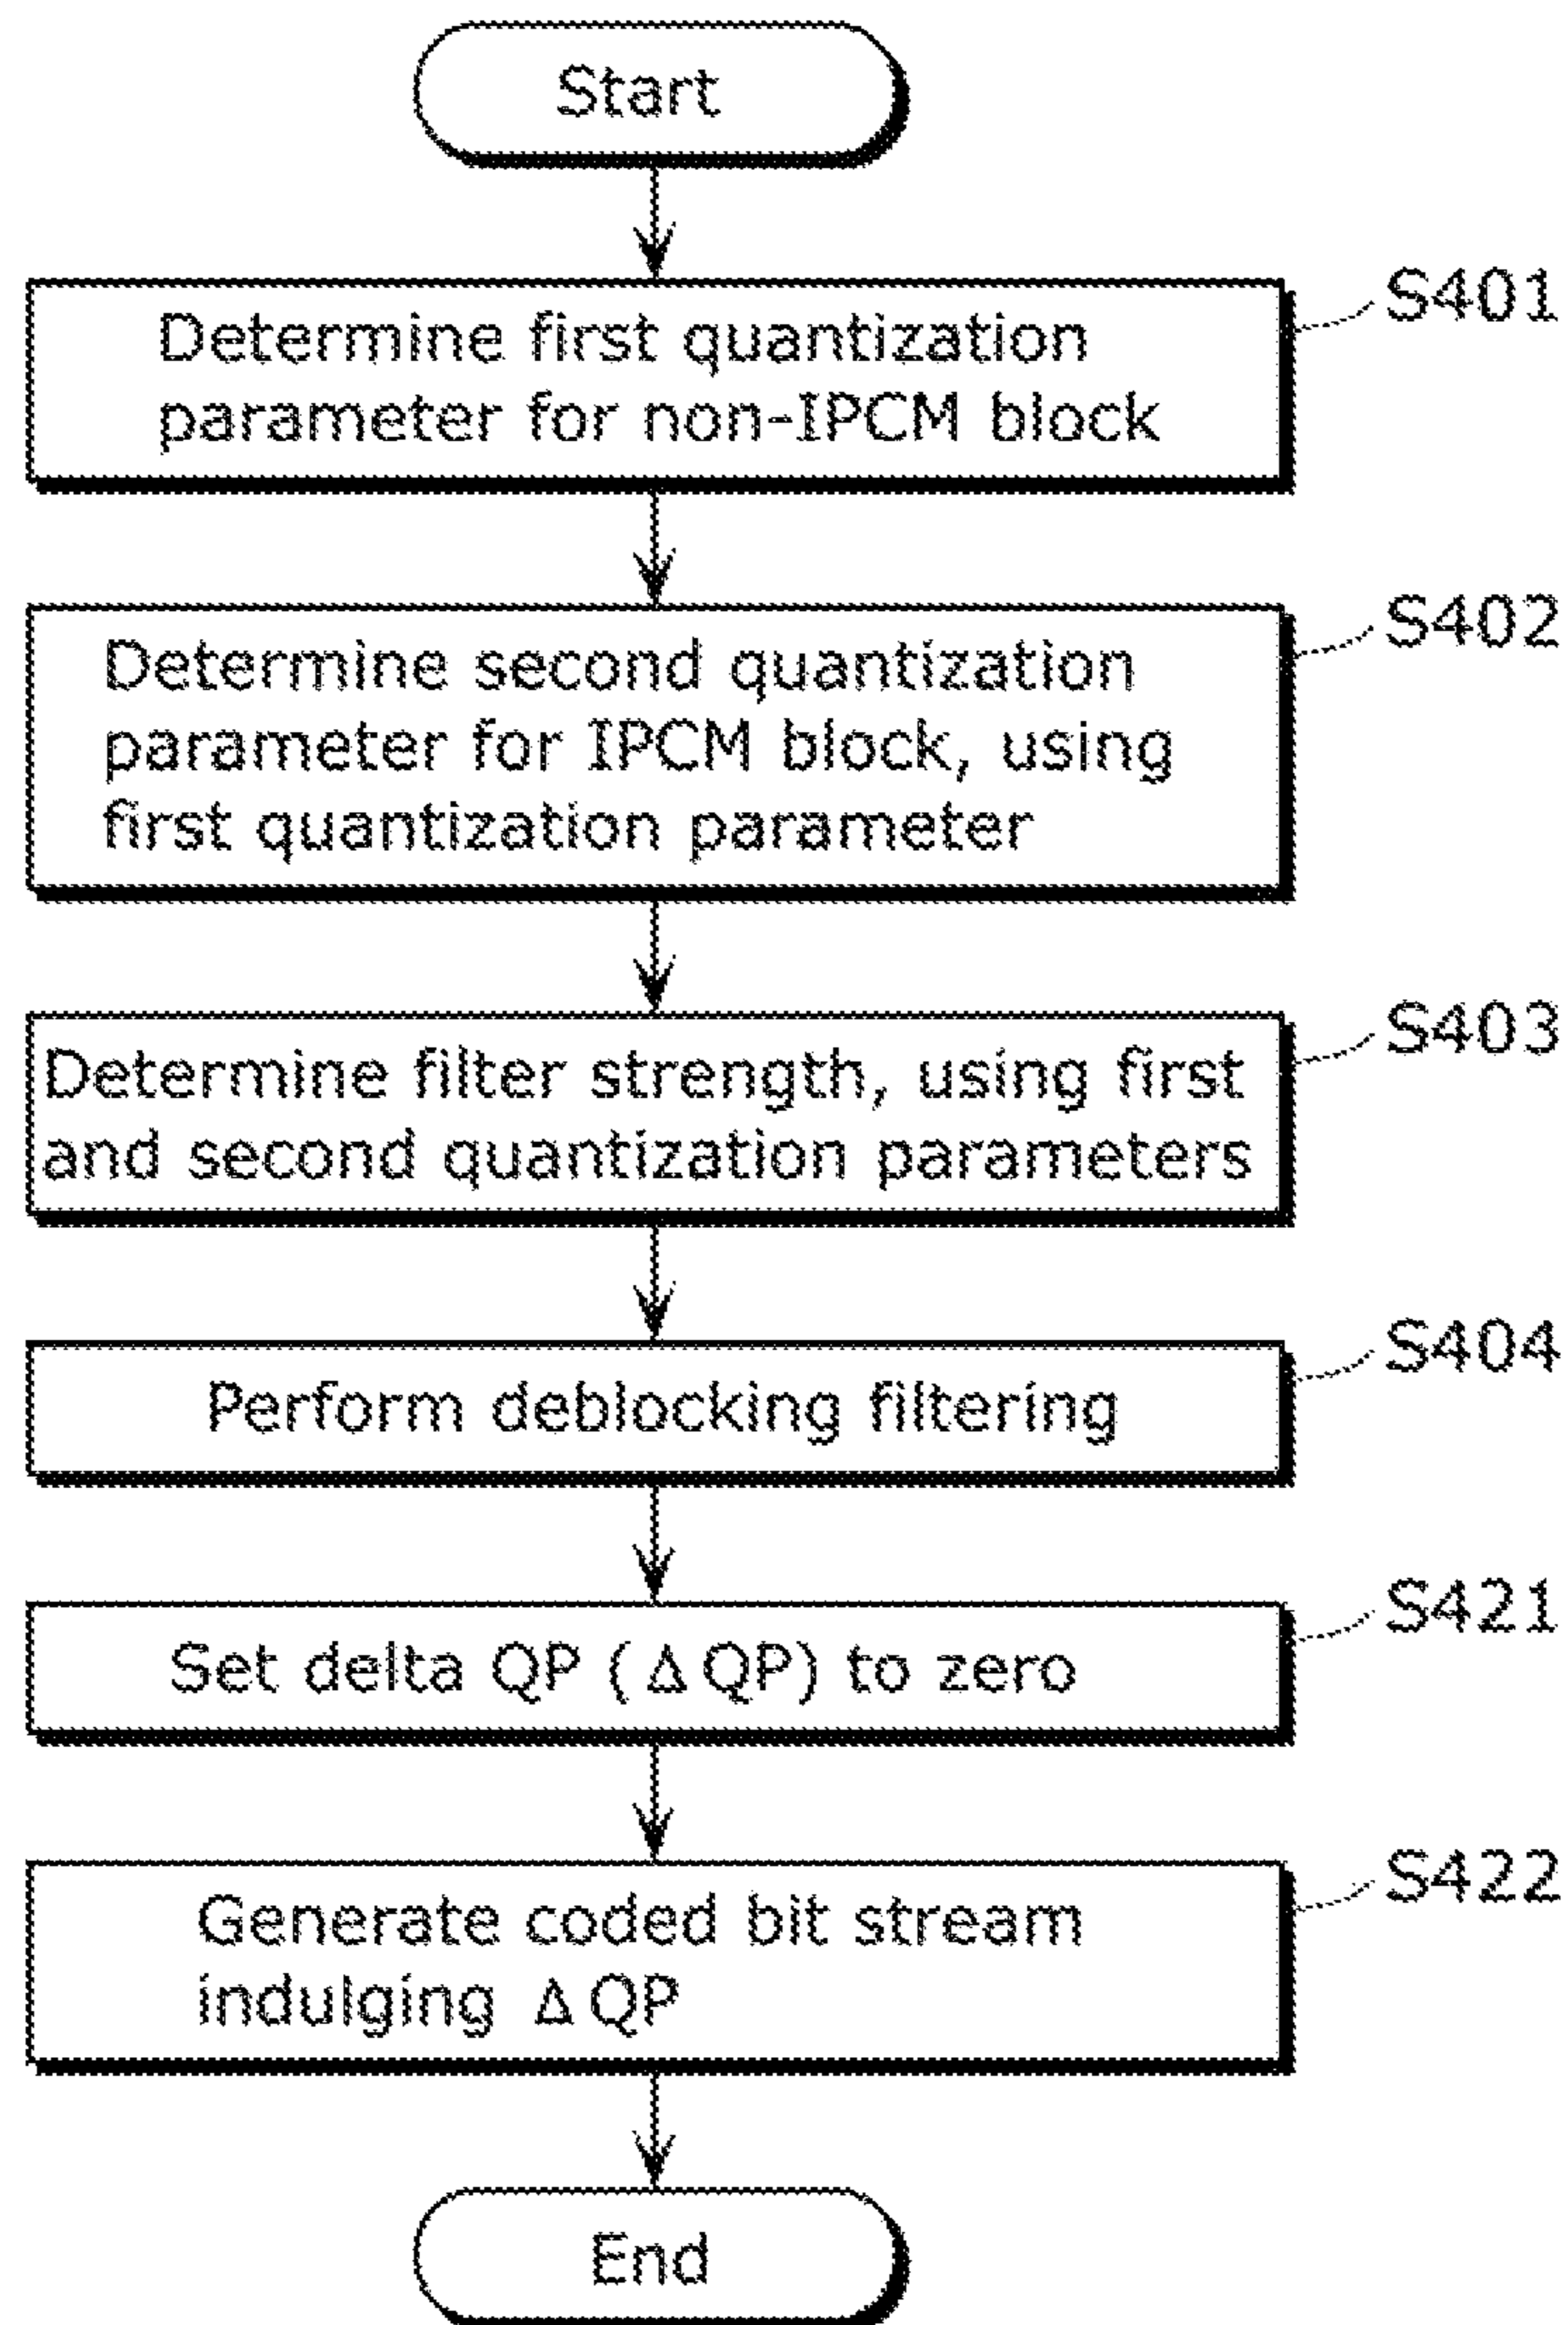 Start
S401
Determine first quantization
parameter for non-IPCM block
S402
Determine second quantization
parameter for IPCM block, using
first quantization parameter
S403
Determine filter strength, using first
and second quantization parameters
S404
Perform deblocking filtering
S421
Set delta QP (ΔQP) to zero
S422
Generate coded bit stream
indulging ΔQP
End